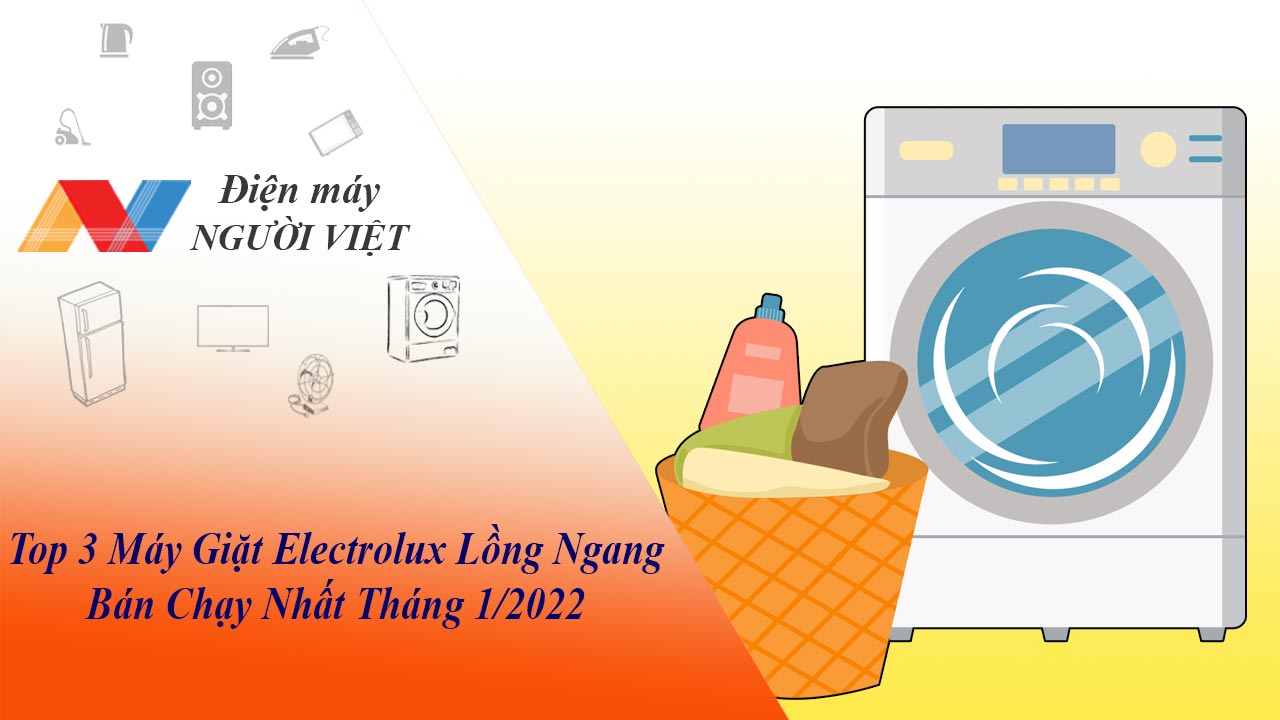 Điện máy
NGƯỜI VIỆT
Top 3 Máy Giặt Electrolux Lồng Ngang
Bán Chạy Nhất Tháng 1/2022